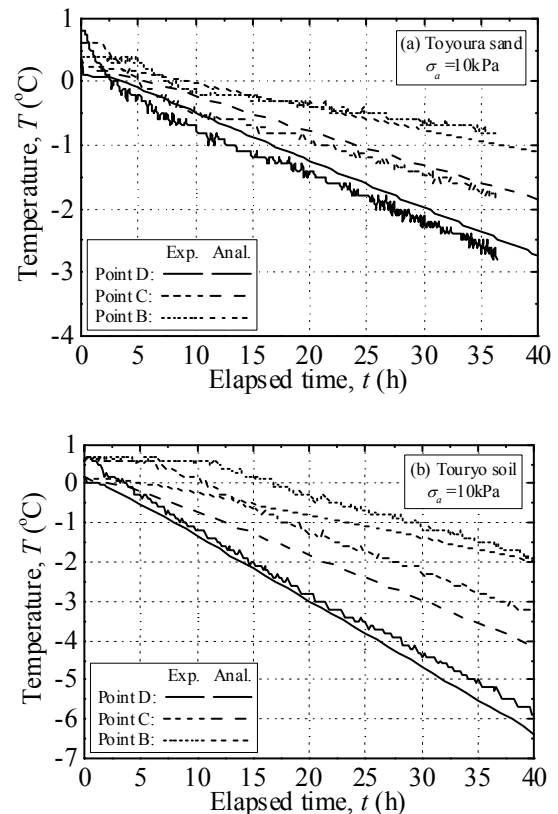 1
0
-1
-2
-3
-4
Temperature, T (°C)
(a) Toyoura sand
σa =10kPa
Exp. Anal.
Point D:
Point C:
Point B:
0 5 10 15 20 25 30 35 40
Elapsed time, t (h)
1
0
-1
-2
-3
-4
-5
-6
-7
Temperature, T (°C)
(b) Touryo soil
σa =10kPa
Exp. Anal.
Point D:
Point C:
Point B:
0 5 10 15 20 25 30 35 40
Elapsed time, t (h)